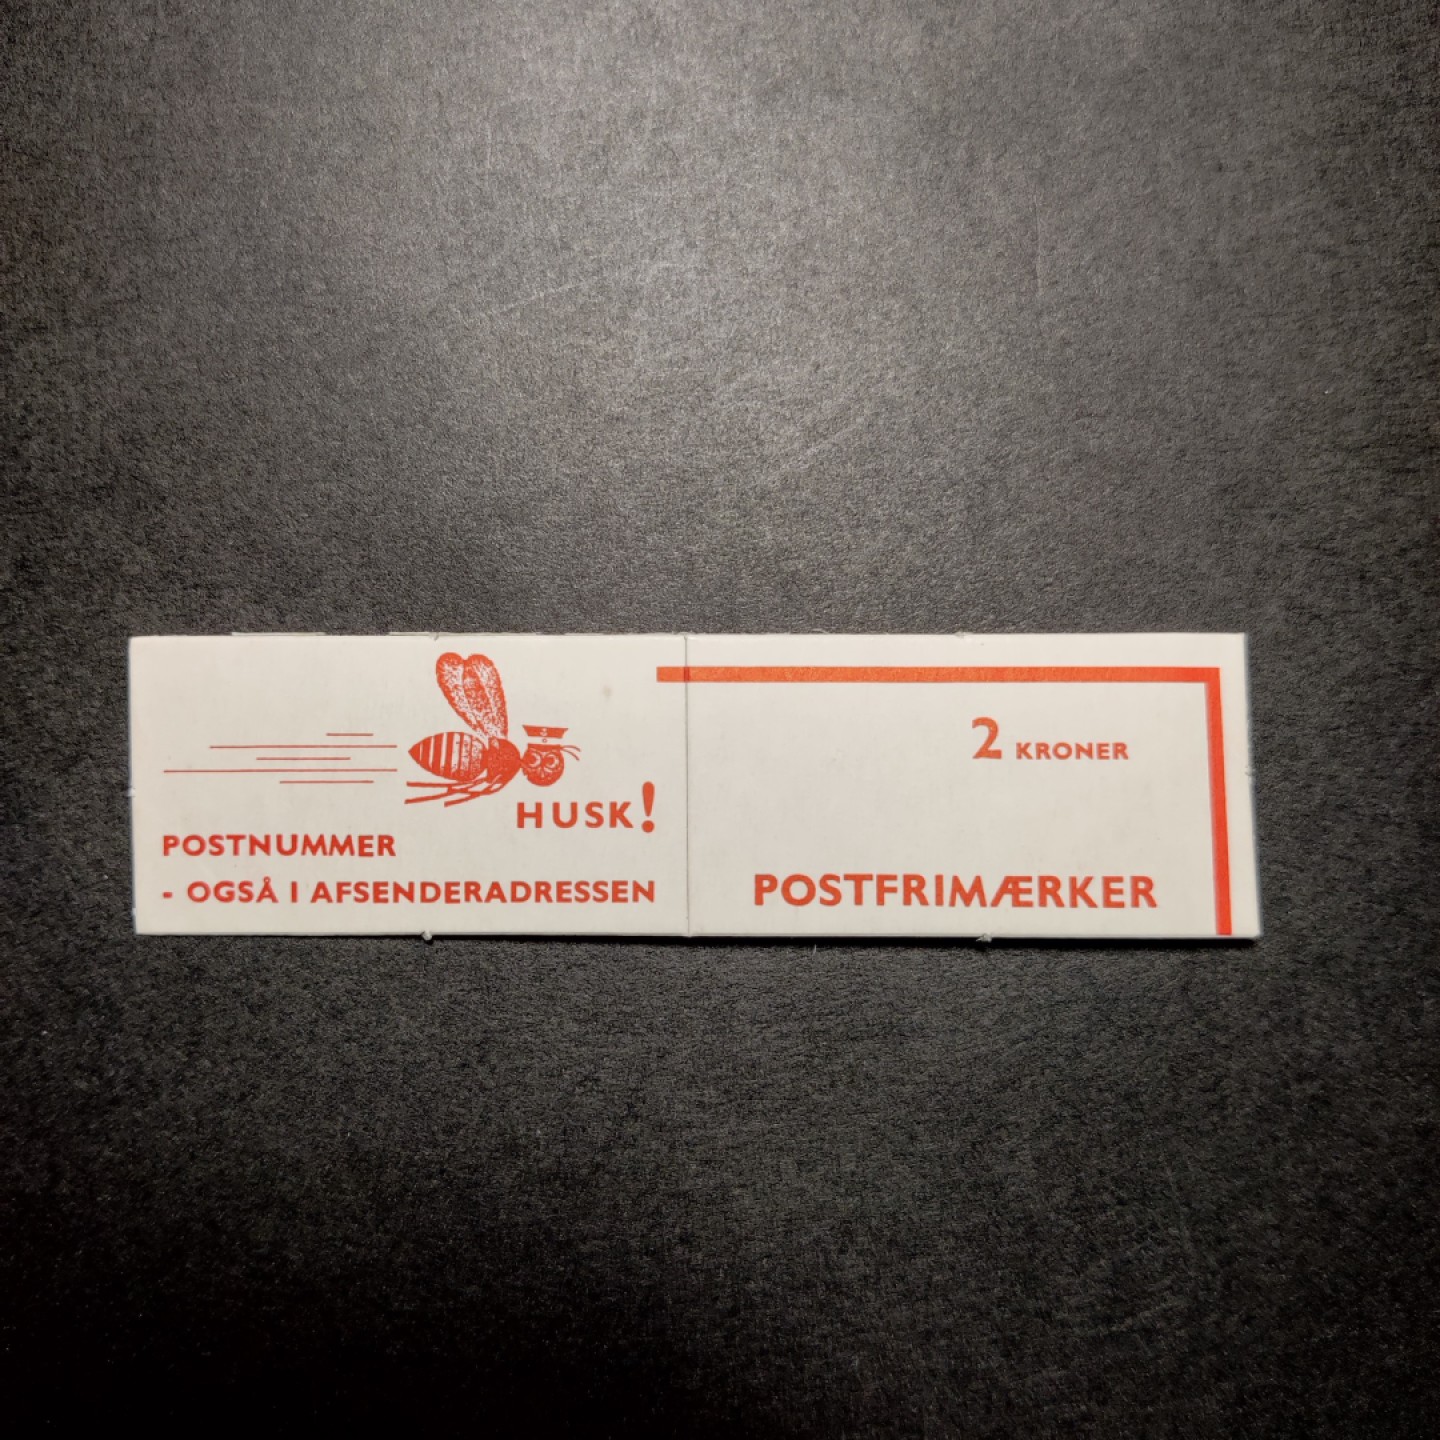 HUSK!
POSTNUMMER
- OGSÅ I AFSENDERADRESSEN
2 KRONER
POSTFRIMÆRKER